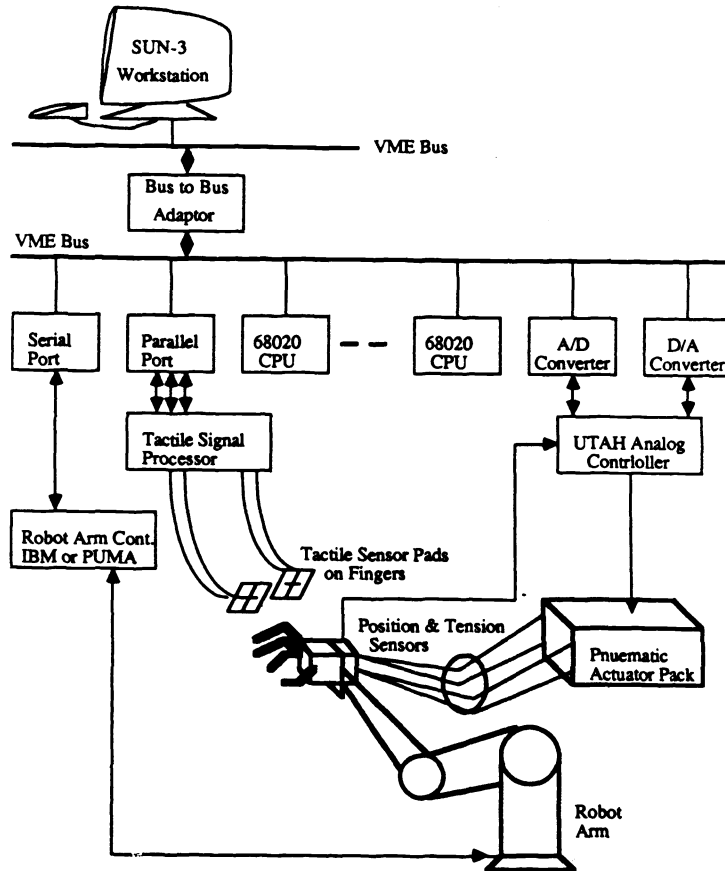 SUN-3
Workstation
VME Bus
Bus to Bus
Adaptor
VME Bus
Serial
Port
Parallel
Port
68020
CPU
68020
CPU
A/D
Converter
D/A
Converter
Tactile Signal
Processor
UTAH Analog
Contrloller
Robot Arm Cont.
IBM or PUMA
Tactile Sensor Pads
on Fingers
Position & Tension
Sensors
Pnuematic
Actuator Pack
Robot
Arm